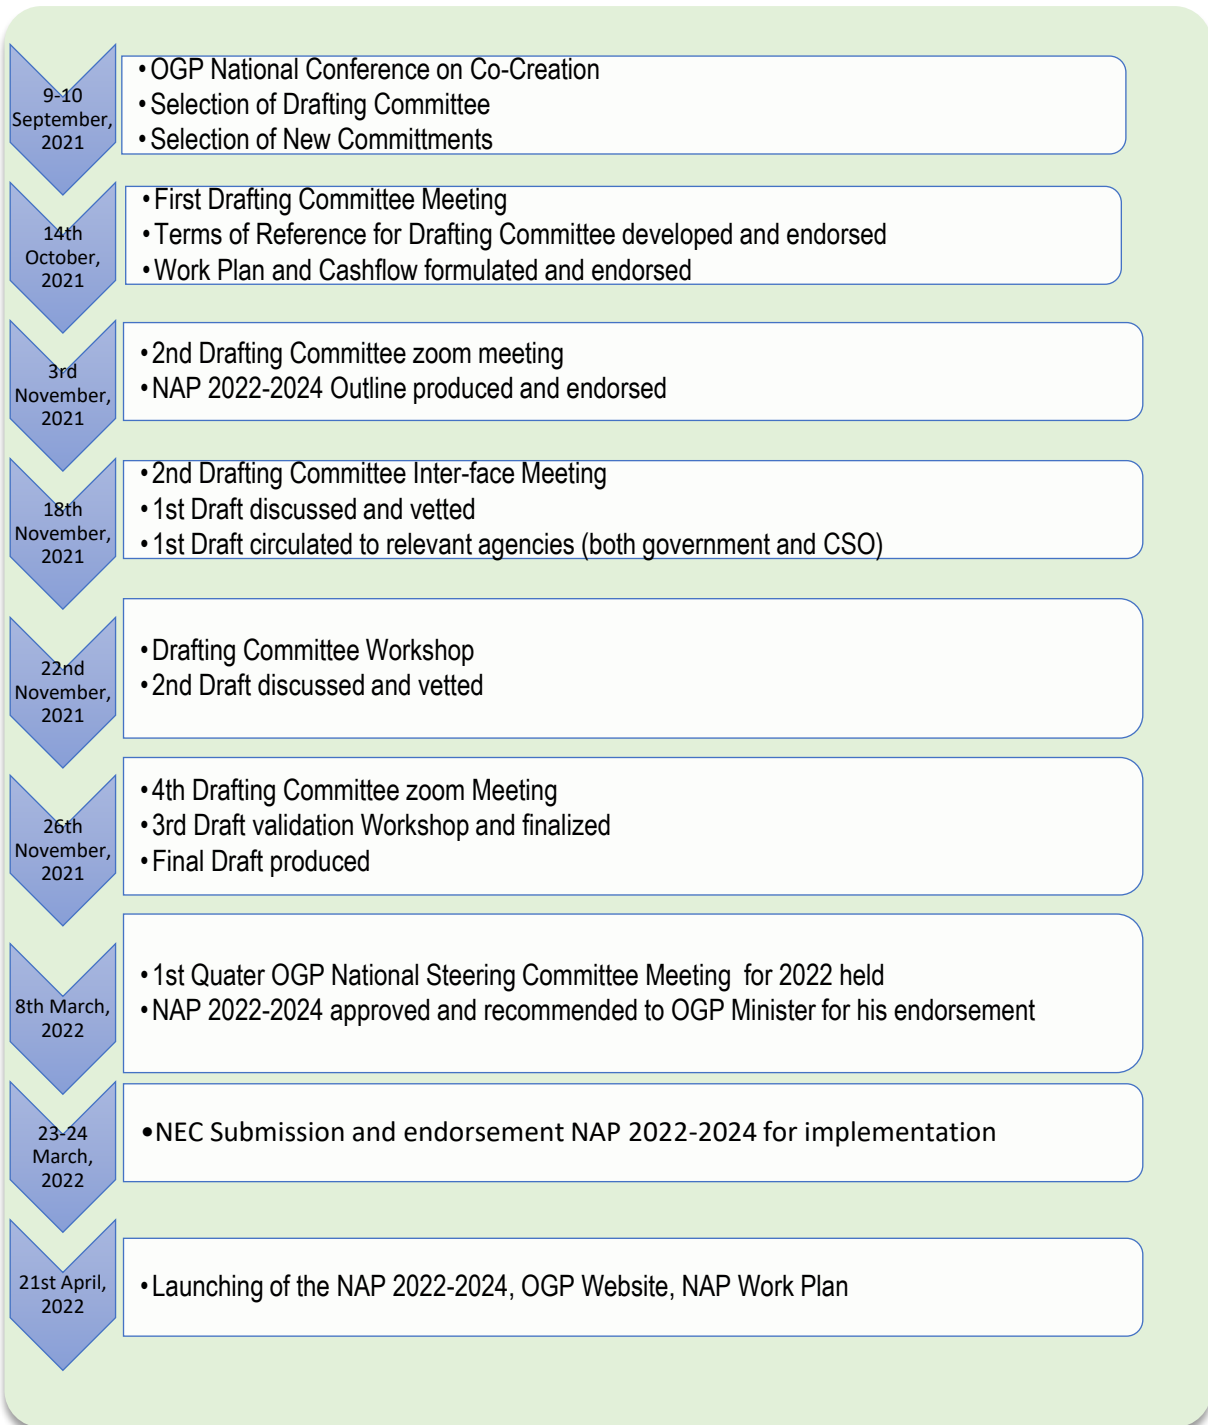 9-10
September,
2021
•OGP National Conference on Co-Creation
•Selection of Drafting Committee
•Selection of New Committments
14th
October,
2021
•First Drafting Committee Meeting
•Terms of Reference for Drafting Committee developed and endorsed
•Work Plan and Cashflow formulated and endorsed
3rd
November,
2021
•2nd Drafting Committee zoom meeting
•NAP 2022-2024 Outline produced and endorsed
18th
November,
2021
•2nd Drafting Committee Inter-face Meeting
•1st Draft discussed and vetted
•1st Draft circulated to relevant agencies (both government and CSO)
22nd
November,
2021
•Drafting Committee Workshop
•2nd Draft discussed and vetted
26th
November,
2021
•4th Drafting Committee zoom Meeting
•3rd Draft validation Workshop and finalized
•Final Draft produced
8th March,
2022
•1st Quater OGP National Steering Committee Meeting  for 2022 held
•NAP 2022-2024 approved and recommended to OGP Minister for his endorsement
23-24
March,
2022
•NEC Submission and endorsement NAP 2022-2024 for implementation
21st April,
2022
•Launching of the NAP 2022-2024, OGP Website, NAP Work Plan